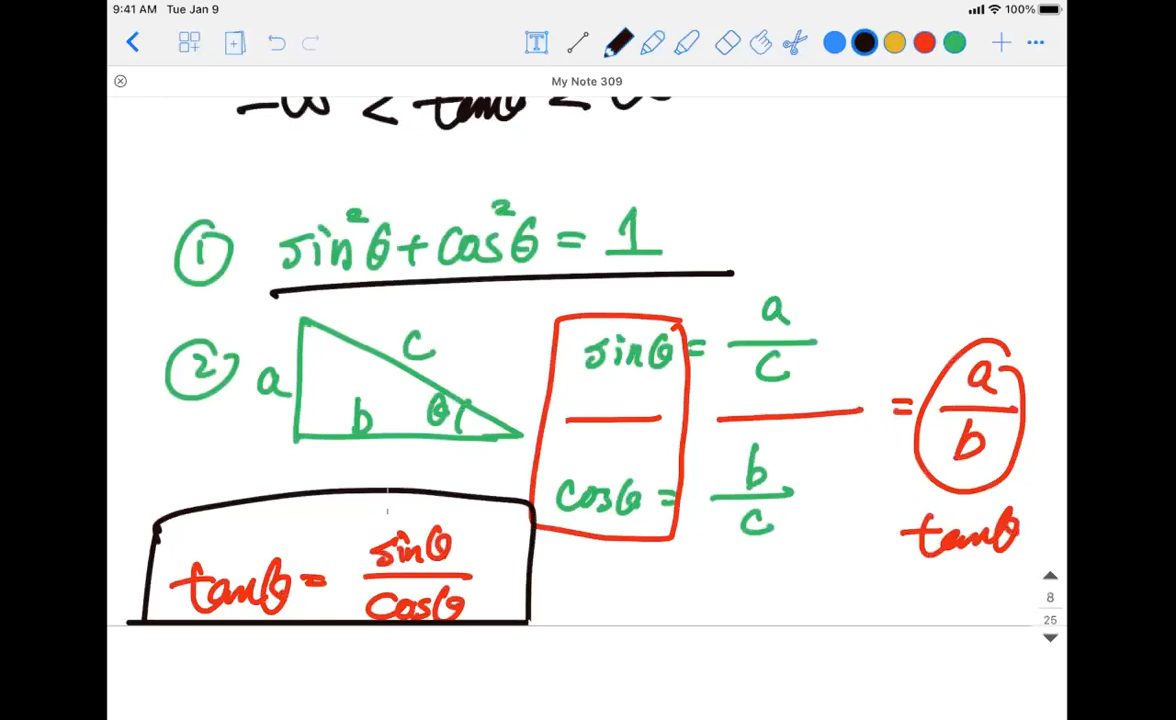 9:41 AM Tue Jan 9
100%
My Note 309
-∞ < tanθ < ∞
① sin²θ + cos²θ = 1
②
a
c
b
θ
sinθ = a/c
cosθ = b/c
= a/b
tanθ
tanθ = sinθ/cosθ
8
25